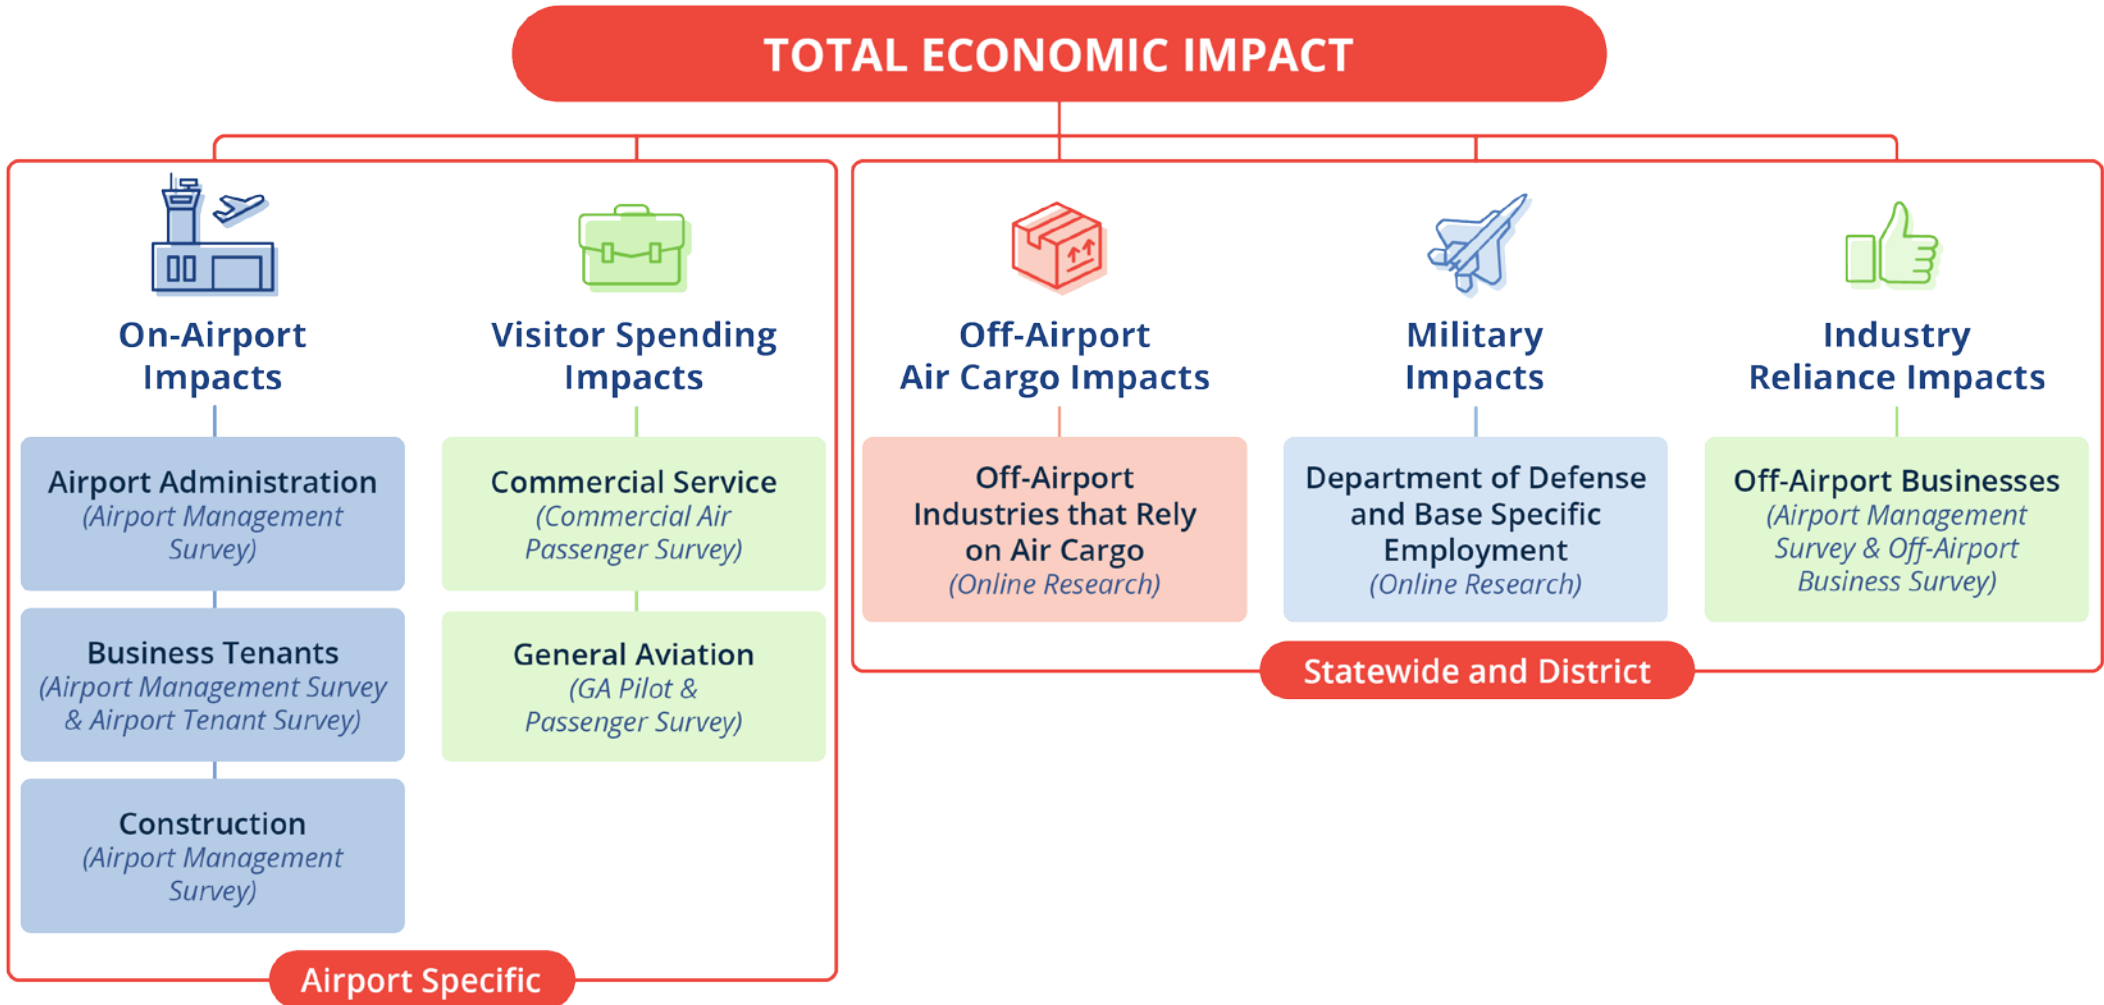 TOTAL ECONOMIC IMPACT
On-Airport
Impacts
Airport Administration
(Airport Management
Survey)
Business Tenants
(Airport Management Survey
& Airport Tenant Survey)
Construction
(Airport Management
Survey)
Visitor Spending
Impacts
Commercial Service
(Commercial Air
Passenger Survey)
General Aviation
(GA Pilot &
Passenger Survey)
Airport Specific
Off-Airport
Air Cargo Impacts
Off-Airport
Industries that Rely
on Air Cargo
(Online Research)
Military
Impacts
Department of Defense
and Base Specific
Employment
(Online Research)
Industry
Reliance Impacts
Off-Airport Businesses
(Airport Management
Survey & Off-Airport
Business Survey)
Statewide and District